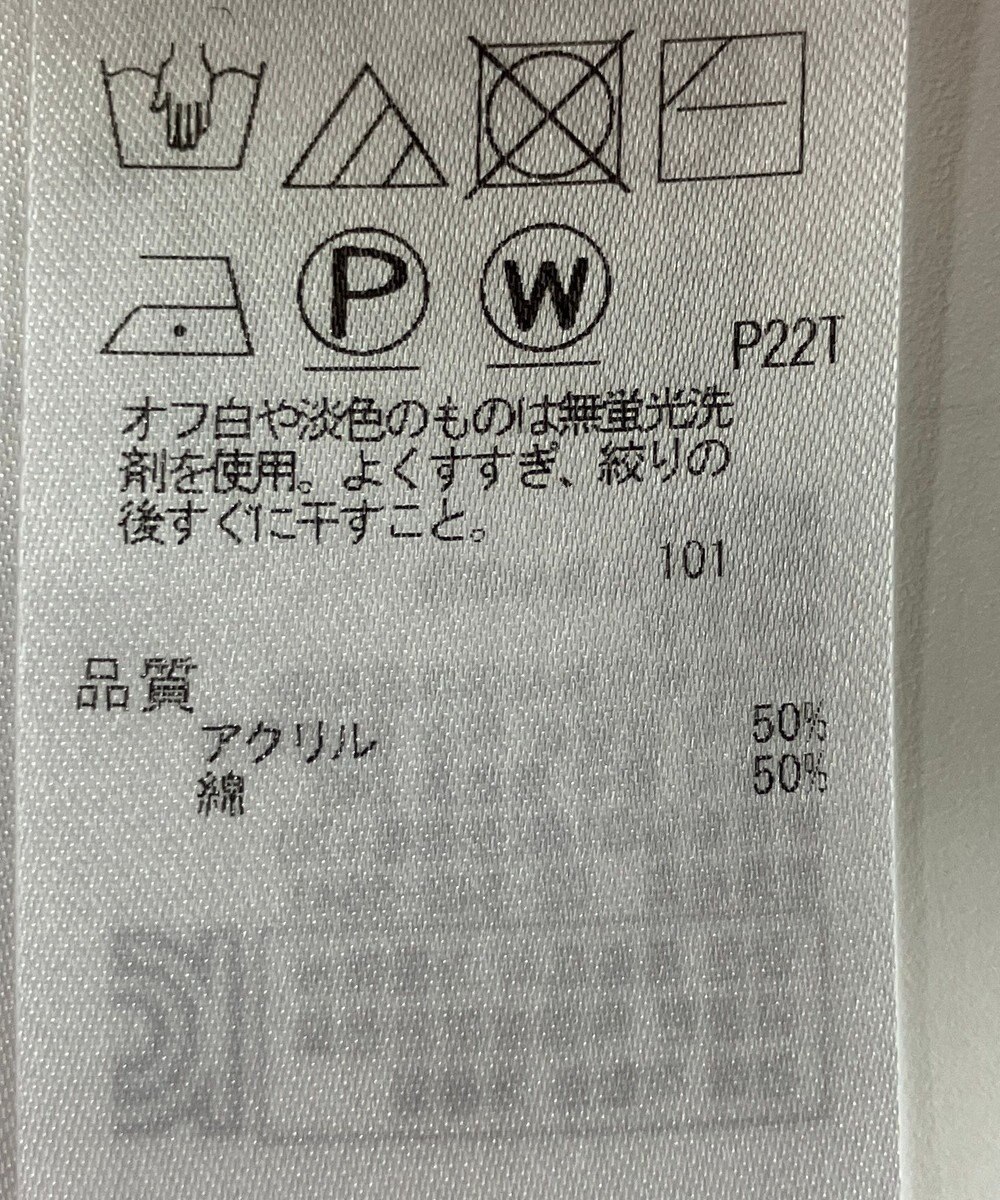 P
W
P22T
オフ白や淡色のものは無蛍光洗
剤を使用。よくすすぎ、絞りの
後すぐに干すこと。
101
品質
アクリル 50%
綿 50%